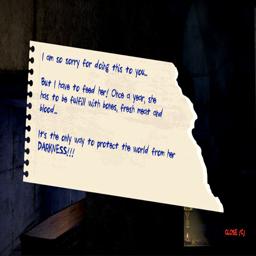 I am so sorry for doing this to you...
But I have to feed her! Once a year, she
has to be fulfill with bones, fresh meat and
blood...
It's the only way to protect the world from her
DARKNESS!!!
CLOSE [C]